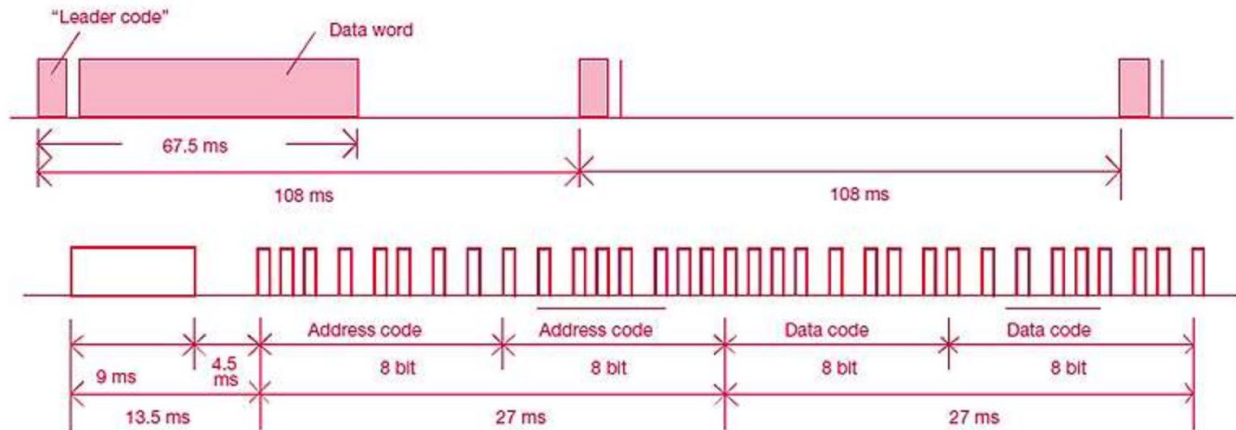 “Leader code”
Data word
67.5 ms
108 ms
108 ms
Address code
Address code
Data code
Data code
9 ms
4.5
ms
8 bit
8 bit
8 bit
8 bit
13.5 ms
27 ms
27 ms